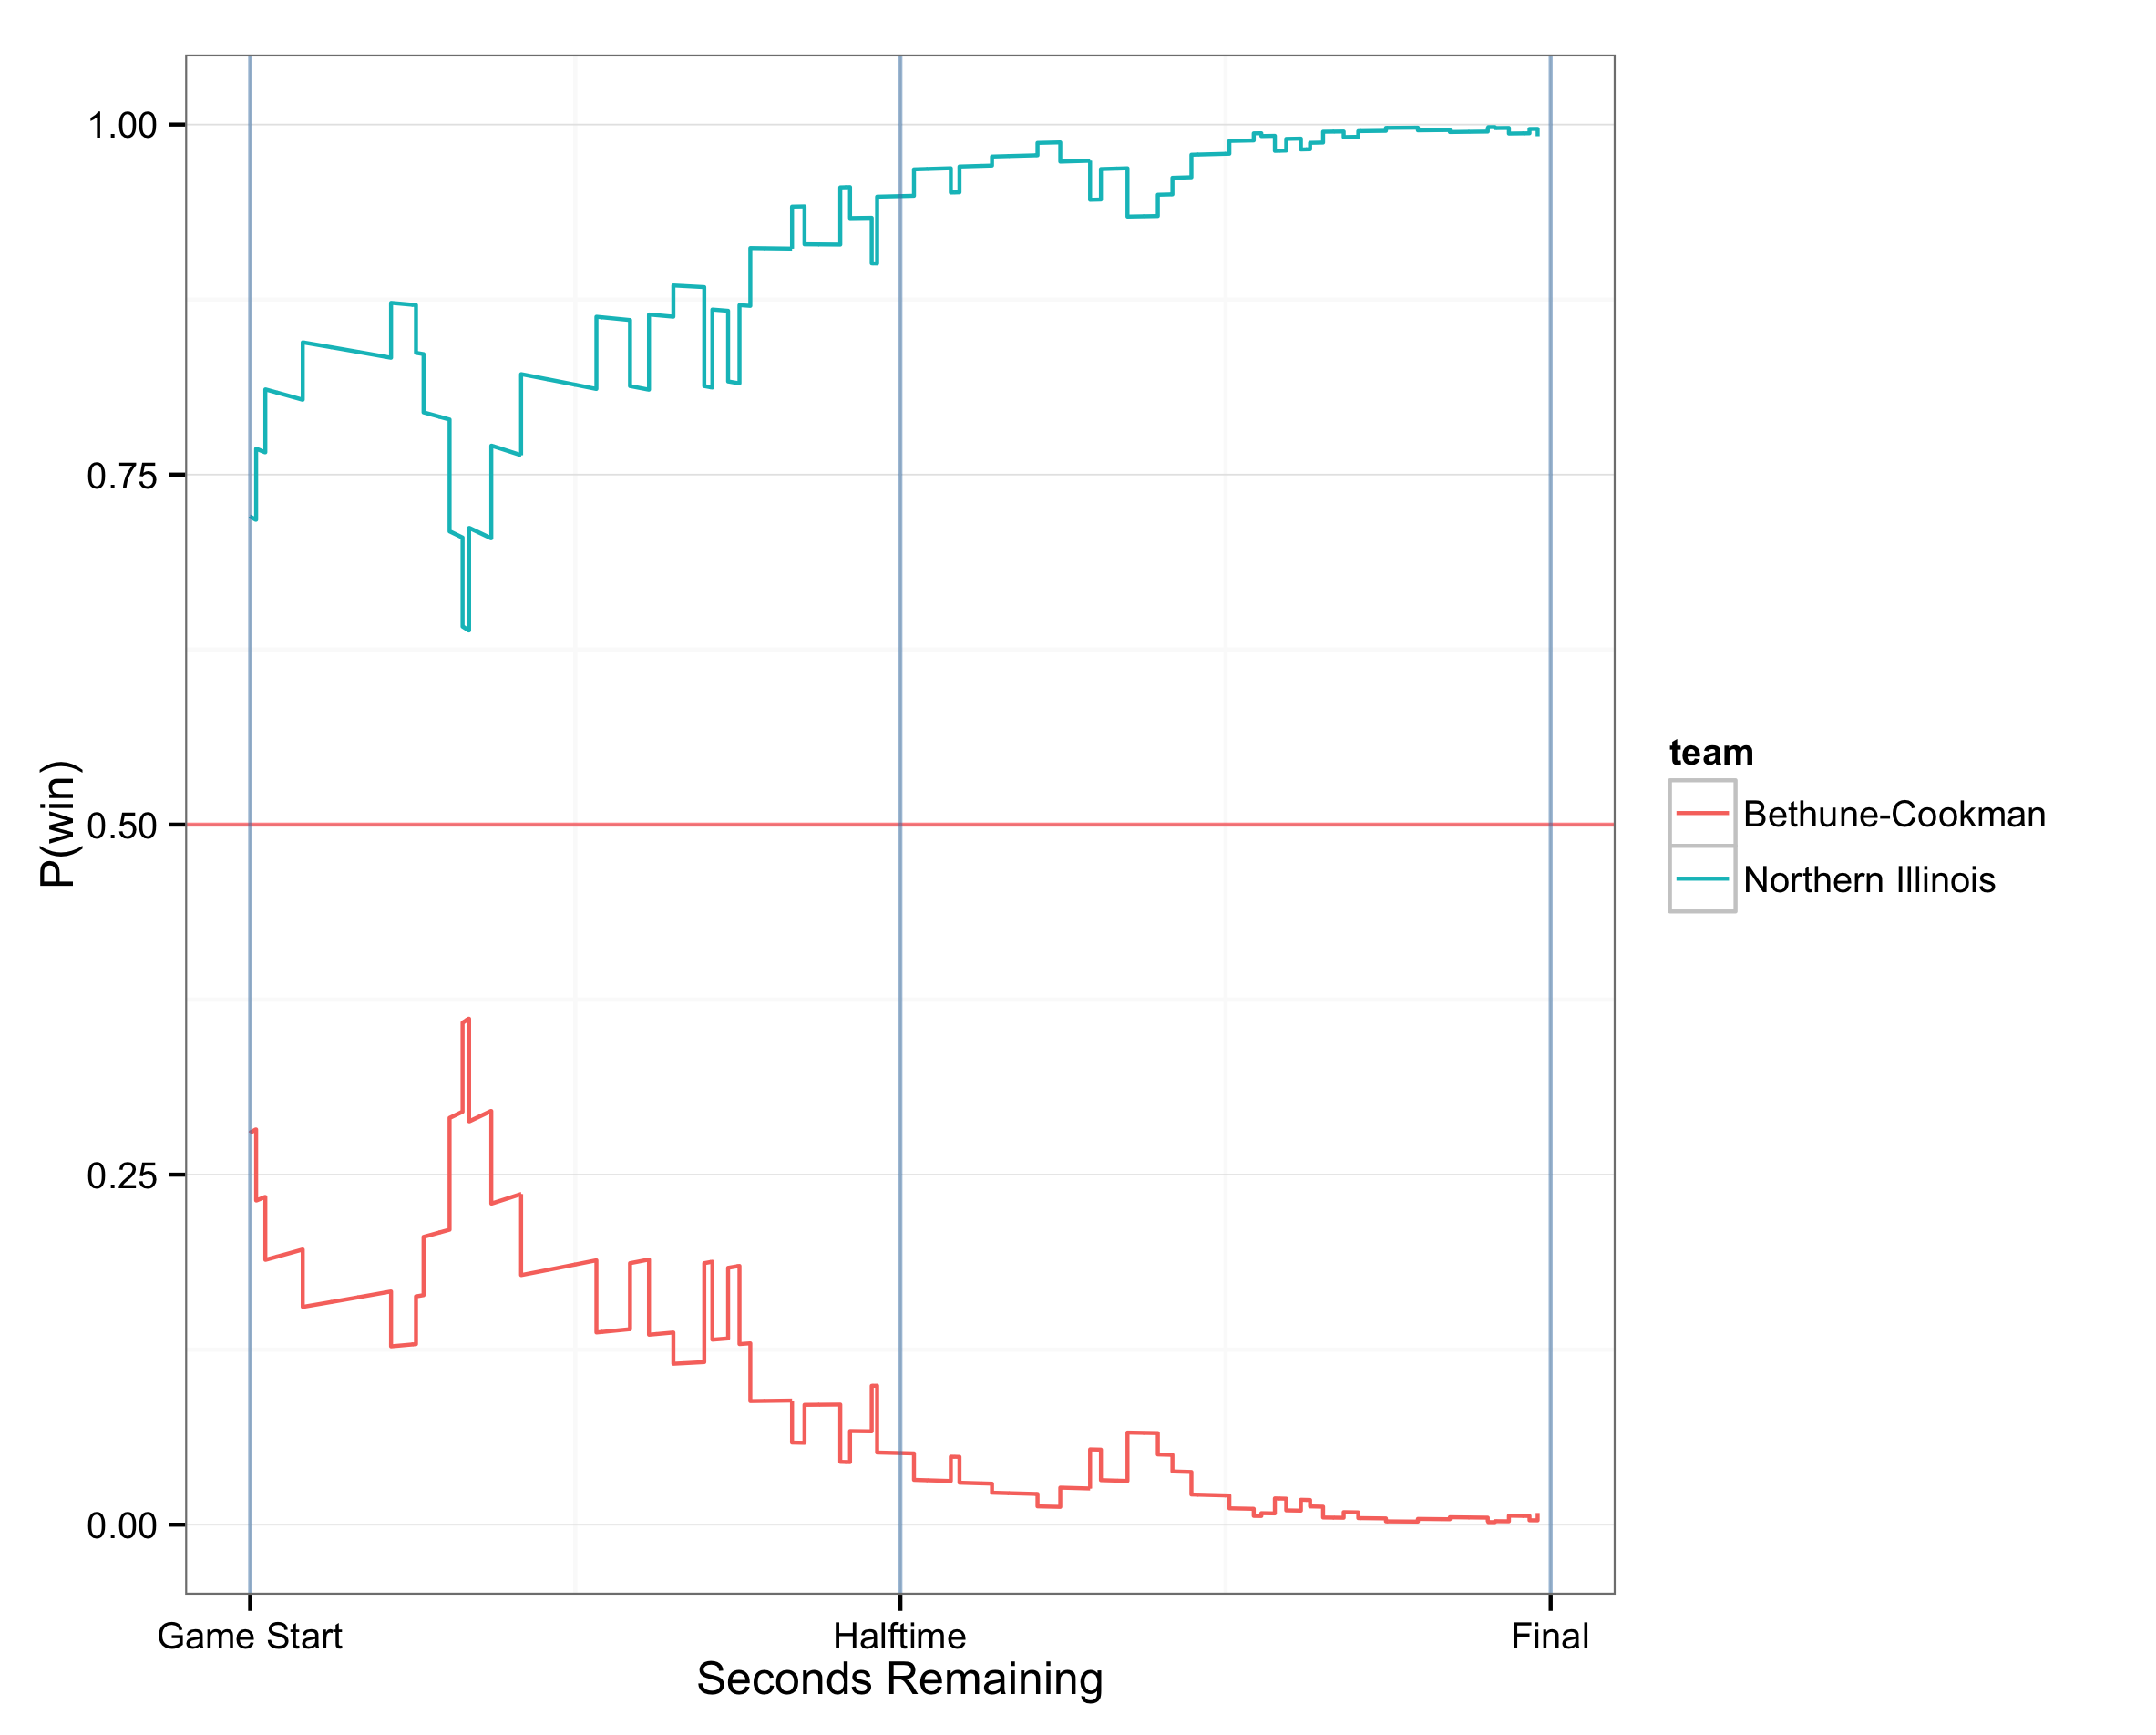 P(win)
1.00
0.75
0.50
0.25
0.00
Game Start
Halftime
Final
Seconds Remaining
team
Bethune-Cookman
Northern Illinois